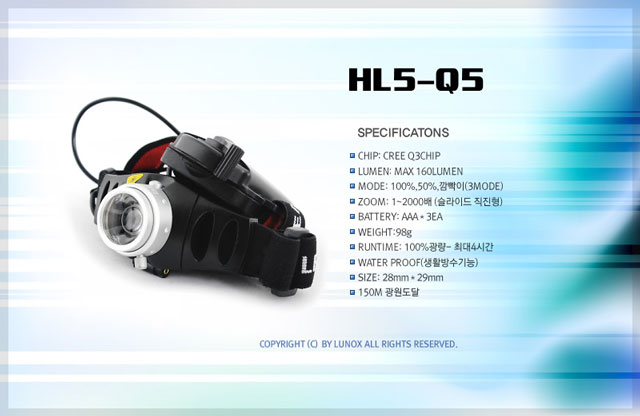 HL5-Q5
SPECIFICATONS
CHIP: CREE Q3CHIP
LUMEN: MAX 160LUMEN
MODE: 100%,50%,깜빡이(3MODE)
ZOOM: 1~2000배 (슬라이드 직진형)
BATTERY: AAA * 3EA
WEIGHT:98g
RUNTIME: 100%광량- 최대4시간
WATER PROOF(생활방수기능)
SIZE: 28mm * 29mm
150M 광원도달
COPYRIGHT (C) BY LUNOX ALL RIGHTS RESERVED.